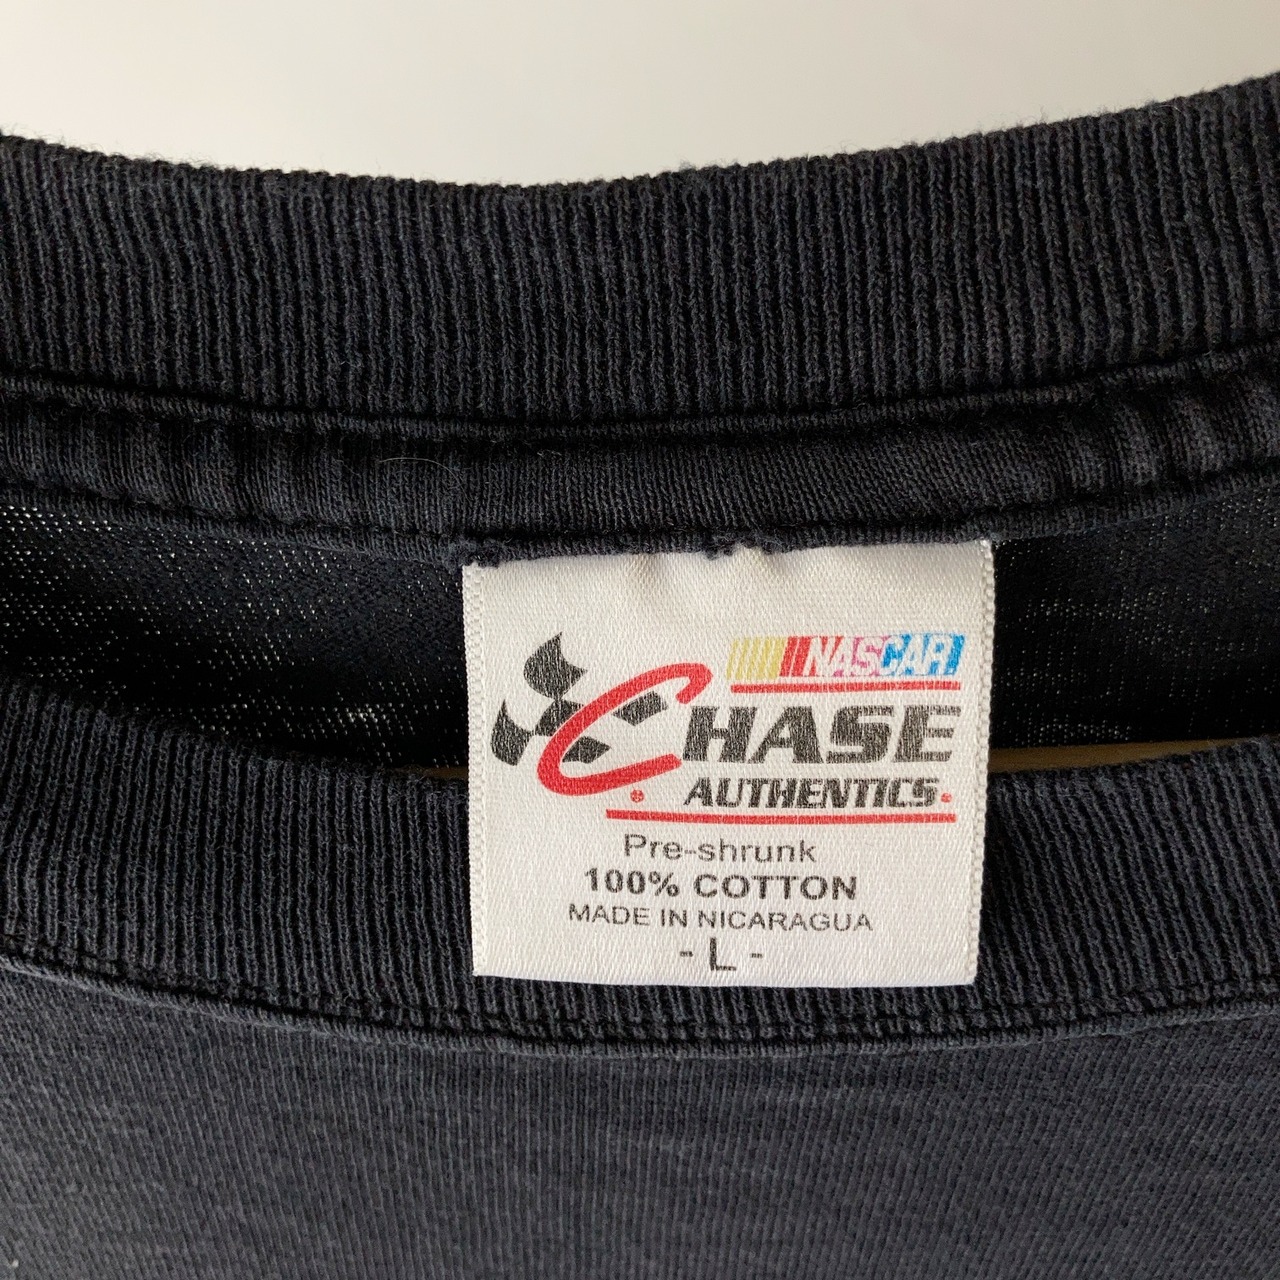 NASCAR
CHASE
AUTHENTICS
Pre-shrunk
100% COTTON
MADE IN NICARAGUA
- L -